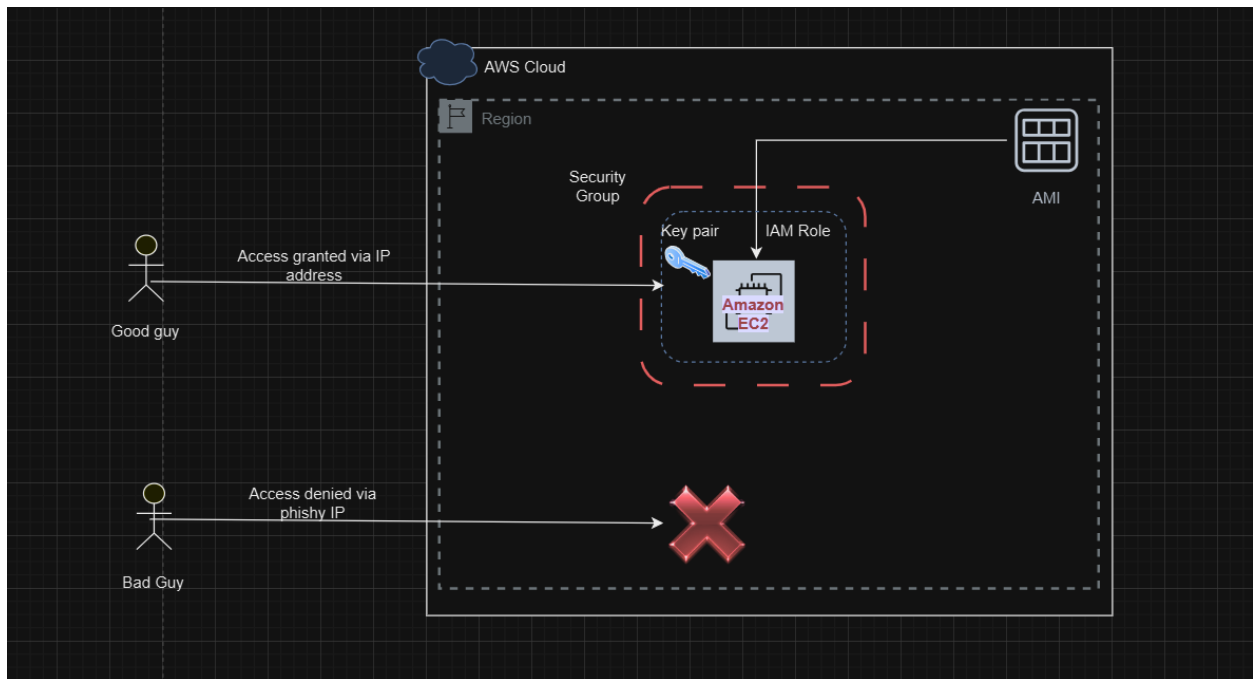 AWS Cloud
Region
AMI
Security
Group
Key pair
IAM Role
Access granted via IP
address
Amazon
EC2
Good guy
Access denied via
phishy IP
Bad Guy